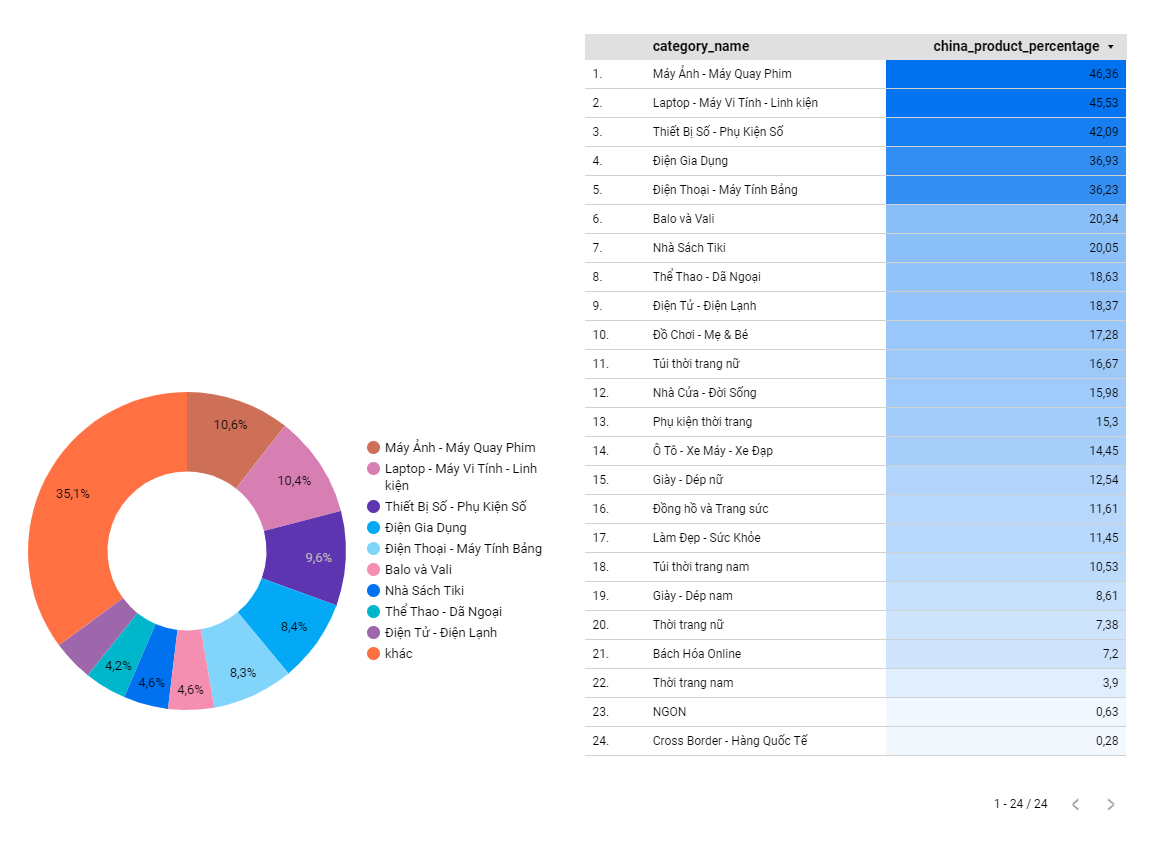 10,6%
10,4%
9,6%
8,4%
8,3%
4,6%
4,6%
4,2%
35,1%
Máy Ảnh - Máy Quay Phim
Laptop - Máy Vi Tính - Linh
kiện
Thiết Bị Số - Phụ Kiện Số
Điện Gia Dụng
Điện Thoại - Máy Tính Bảng
Balo và Vali
Nhà Sách Tiki
Thể Thao - Dã Ngoại
Điện Tử - Điện Lạnh
khác
category_name china_product_percentage
1. Máy Ảnh - Máy Quay Phim 46,36
2. Laptop - Máy Vi Tính - Linh kiện 45,53
3. Thiết Bị Số - Phụ Kiện Số 42,09
4. Điện Gia Dụng 36,93
5. Điện Thoại - Máy Tính Bảng 36,23
6. Balo và Vali 20,34
7. Nhà Sách Tiki 20,05
8. Thể Thao - Dã Ngoại 18,63
9. Điện Tử - Điện Lạnh 18,37
10. Đồ Chơi - Mẹ & Bé 17,28
11. Túi thời trang nữ 16,67
12. Nhà Cửa - Đời Sống 15,98
13. Phụ kiện thời trang 15,3
14. Ô Tô - Xe Máy - Xe Đạp 14,45
15. Giày - Dép nữ 12,54
16. Đồng hồ và Trang sức 11,61
17. Làm Đẹp - Sức Khỏe 11,45
18. Túi thời trang nam 10,53
19. Giày - Dép nam 8,61
20. Thời trang nữ 7,38
21. Bách Hóa Online 7,2
22. Thời trang nam 3,9
23. NGON 0,63
24. Cross Border - Hàng Quốc Tế 0,28
1 - 24 / 24